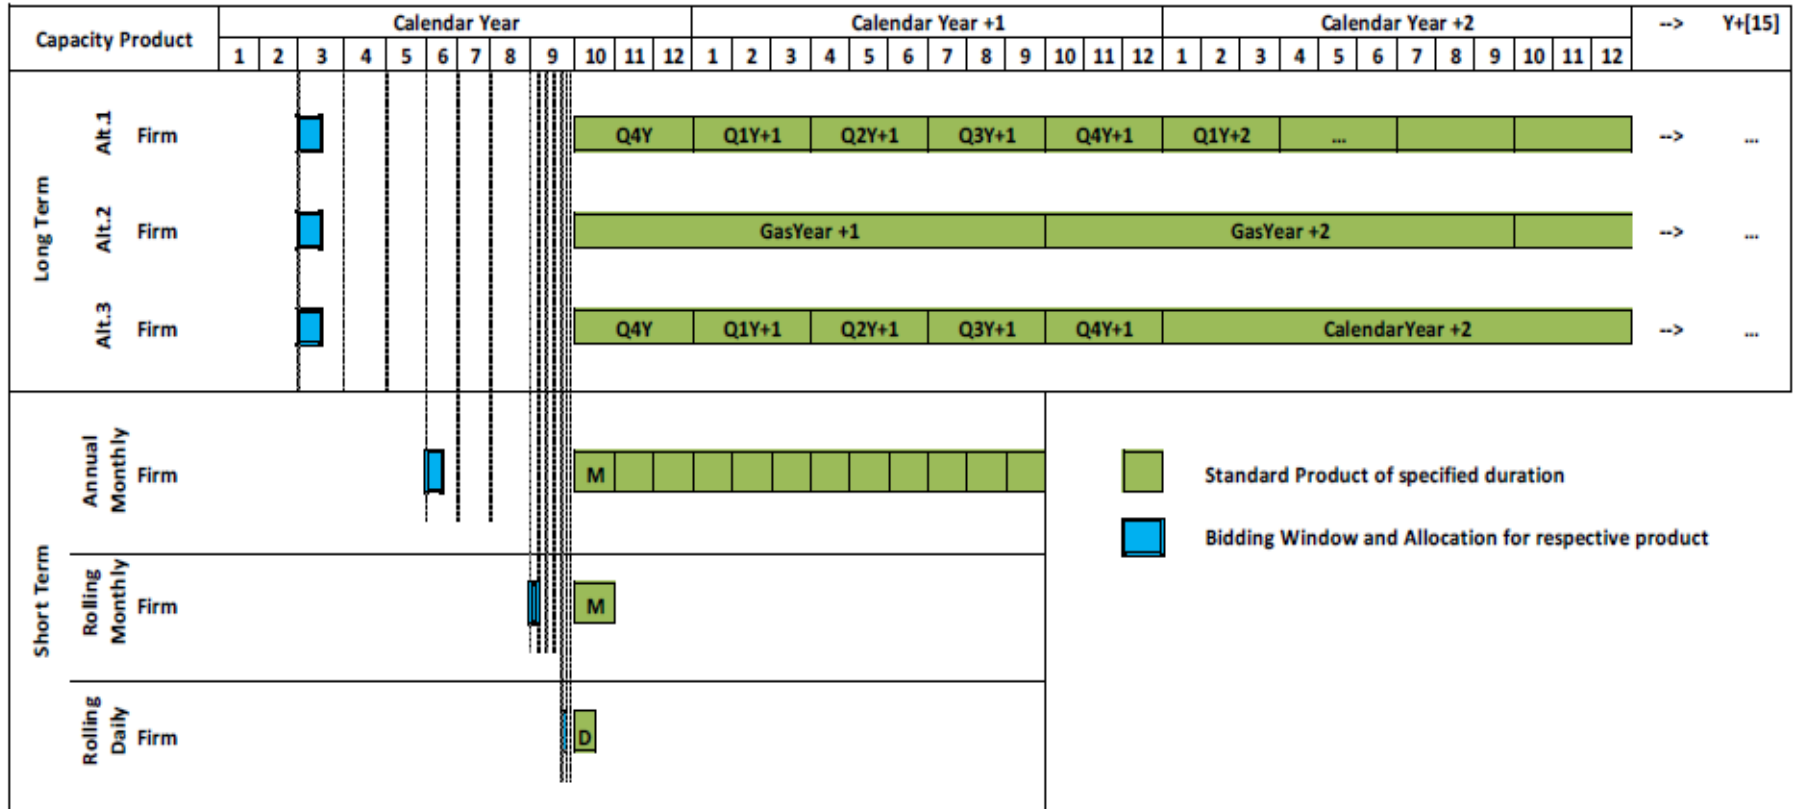 Capacity Product
Calendar Year
Calendar Year +1
Calendar Year +2
--> Y+[15]
1 2 3 4 5 6 7 8 9 10 11 12 1 2 3 4 5 6 7 8 9 10 11 12 1 2 3 4 5 6 7 8 9 10 11 12
Long Term
Alt.1 Firm Q4Y Q1Y+1 Q2Y+1 Q3Y+1 Q4Y+1 Q1Y+2 ... --> ...
Alt.2 Firm GasYear +1 GasYear +2 --> ...
Alt.3 Firm Q4Y Q1Y+1 Q2Y+1 Q3Y+1 Q4Y+1 CalendarYear +2 --> ...
Short Term
Annual
Monthly
Firm M
Rolling
Monthly
Firm M
Rolling
Daily
Firm D
Standard Product of specified duration
Bidding Window and Allocation for respective product